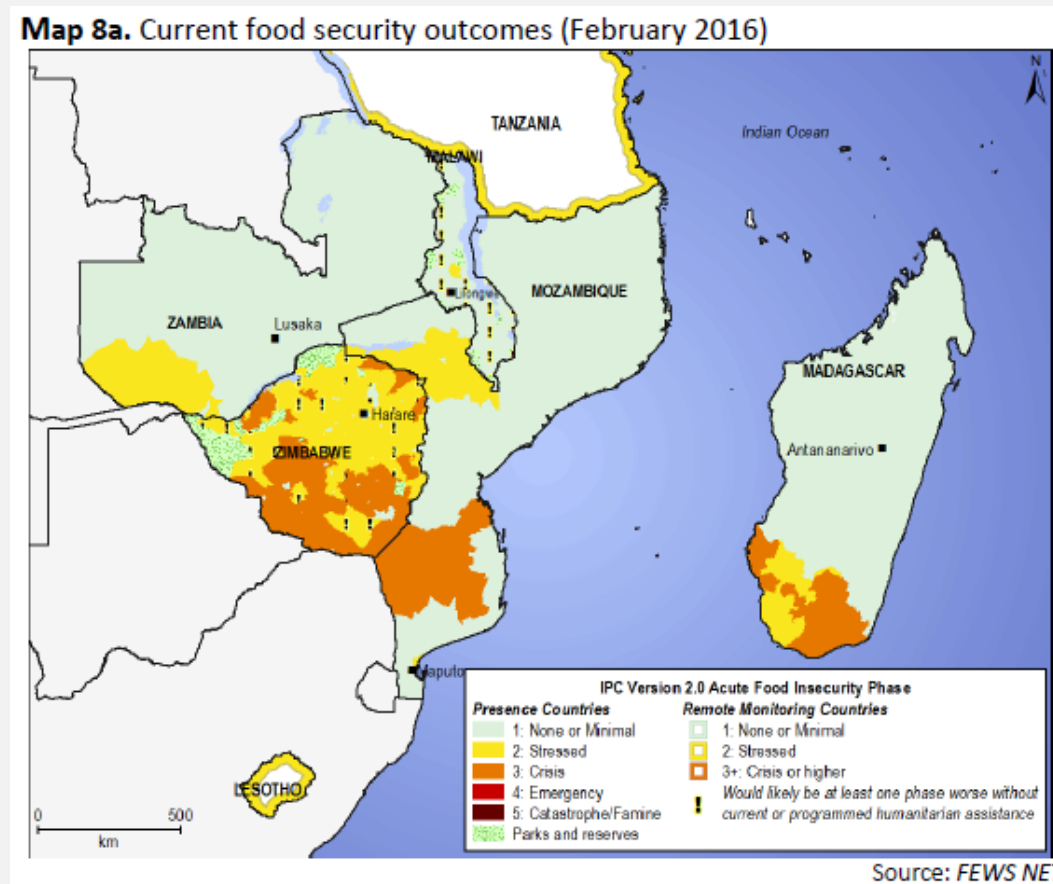 Map 8a. Current food security outcomes (February 2016)
N
TANZANIA
Indian Ocean
MALAWI
Lilongwe
MOZAMBIQUE
ZAMBIA
Lusaka
MADAGASCAR
Harare
ZIMBABWE
Antananarivo
Maputo
LESOTHO
0 500
km
IPC Version 2.0 Acute Food Insecurity Phase
Presence Countries
1: None or Minimal
2: Stressed
3: Crisis
4: Emergency
5: Catastrophe/Famine
Parks and reserves
Remote Monitoring Countries
1: None or Minimal
2: Stressed
3+: Crisis or higher
! Would likely be at least one phase worse without
current or programmed humanitarian assistance
Source: FEWS NE